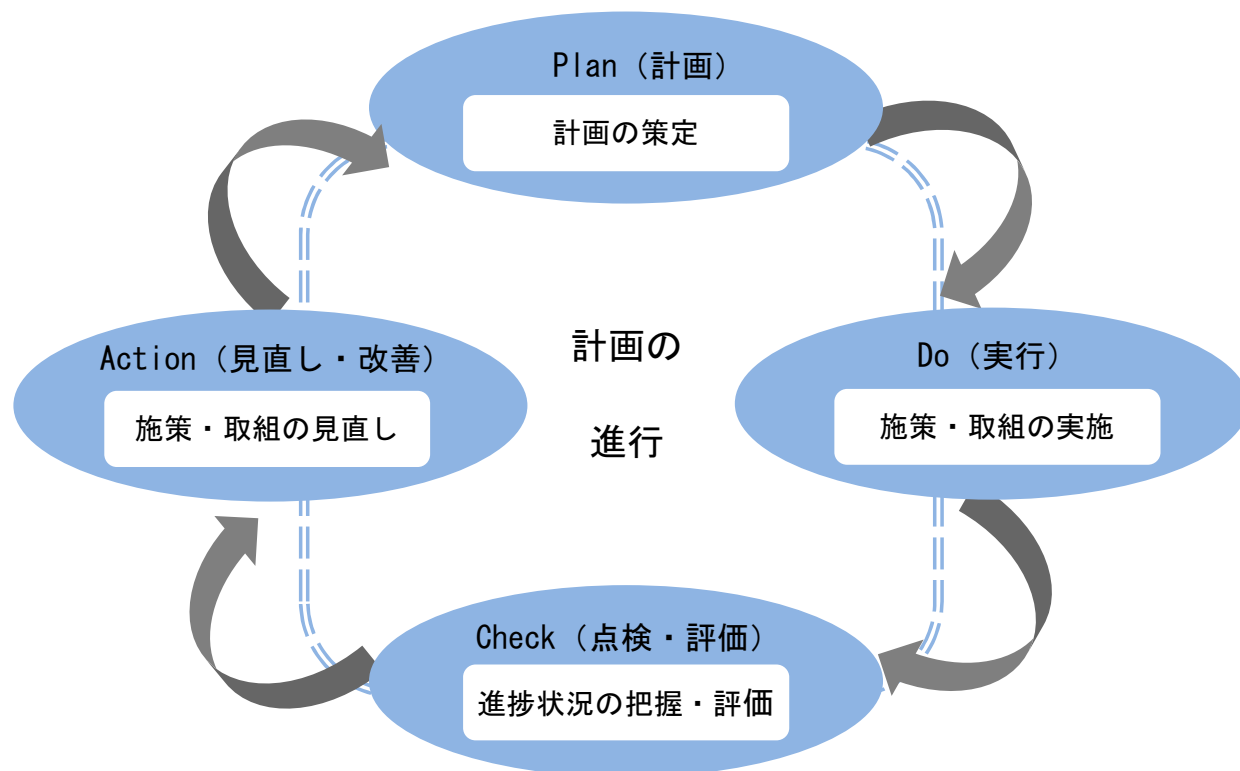 Plan（計画）
計画の策定
Action（見直し・改善）
施策・取組の見直し
計画の
進行
Do（実行）
施策・取組の実施
Check（点検・評価）
進捗状況の把握・評価